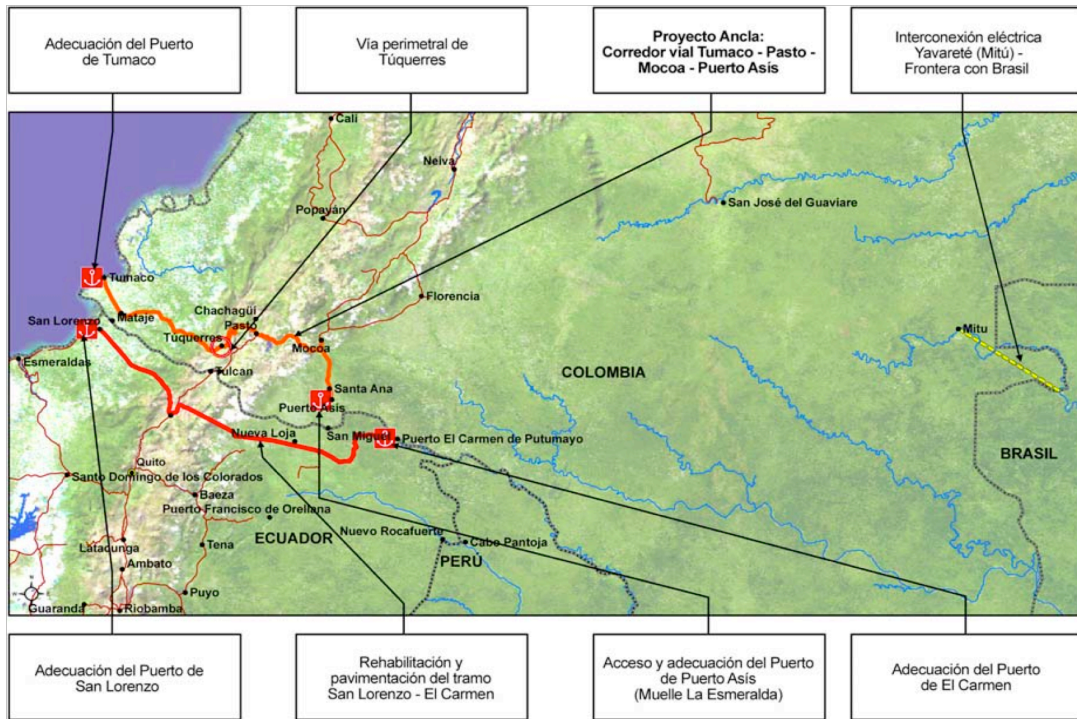 Adecuación del Puerto
de Tumaco
Vía perimetral de
Túquerres
Proyecto Ancla:
Corredor vial Tumaco - Pasto -
Mocoa - Puerto Asís
Interconexión eléctrica
Yavareté (Mitú) -
Frontera con Brasil
Cali
Neiva
Popayán
San José del Guaviare
Tumaco
Florencia
Chachagüí
San Lorenzo
Mataje
Pasto
Túquerres
Mocoa
Mitu
Esmeraldas
Tulcan
COLOMBIA
Santa Ana
Puerto Asís
Nueva Loja
San Miguel
Puerto El Carmen de Putumayo
BRASIL
Quito
Santo Domingo de los Colorados
Baeza
Puerto Francisco de Orellana
ECUADOR
Nuevo Rocafuerte
Cabo Pantoja
Latacunga
Tena
PERÚ
Ambato
Puyo
Guaranda
Riobamba
Adecuación del Puerto de
San Lorenzo
Rehabilitación y
pavimentación del tramo
San Lorenzo - El Carmen
Acceso y adecuación del Puerto
de Puerto Asís
(Muelle La Esmeralda)
Adecuación del Puerto
de El Carmen